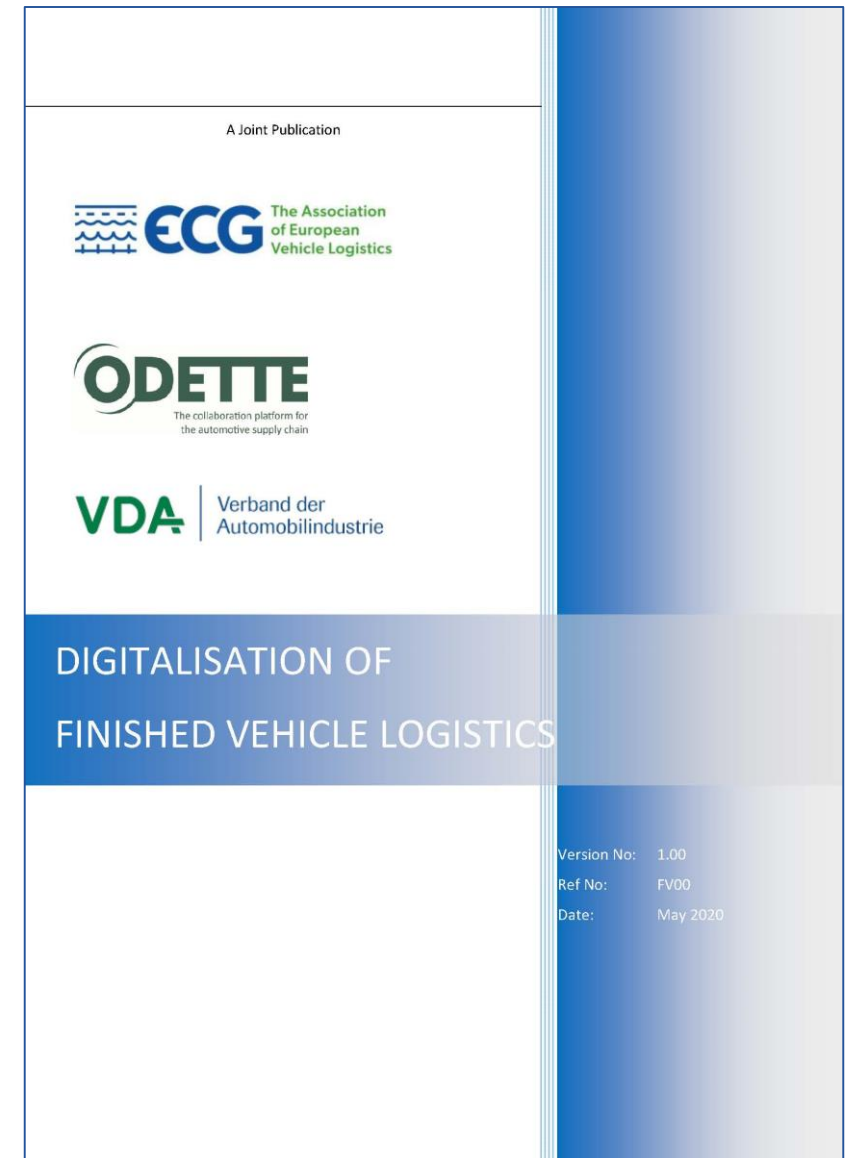 A Joint Publication
ECG
The Association
of European
Vehicle Logistics
ODETTE
The collaboration platform for
the automotive supply chain
VDA
Verband der
Automobilindustrie
DIGITALISATION OF
FINISHED VEHICLE LOGISTICS
Version No: 1.00
Ref No: FV00
Date: May 2020